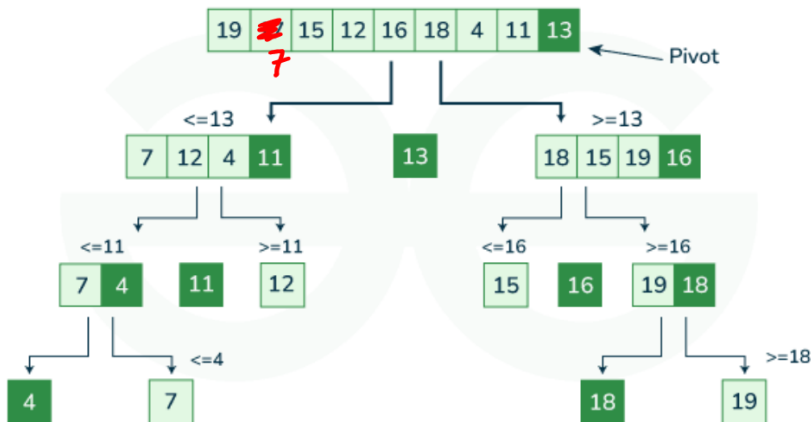 19 15 12 16 18 4 11 13
7
Pivot
<=13 >=13
7 12 4 11 13 18 15 19 16
<=11 >=11 <=16 >=16
7 4 11 12 15 16 19 18
<=4 >=18
4 7 18 19